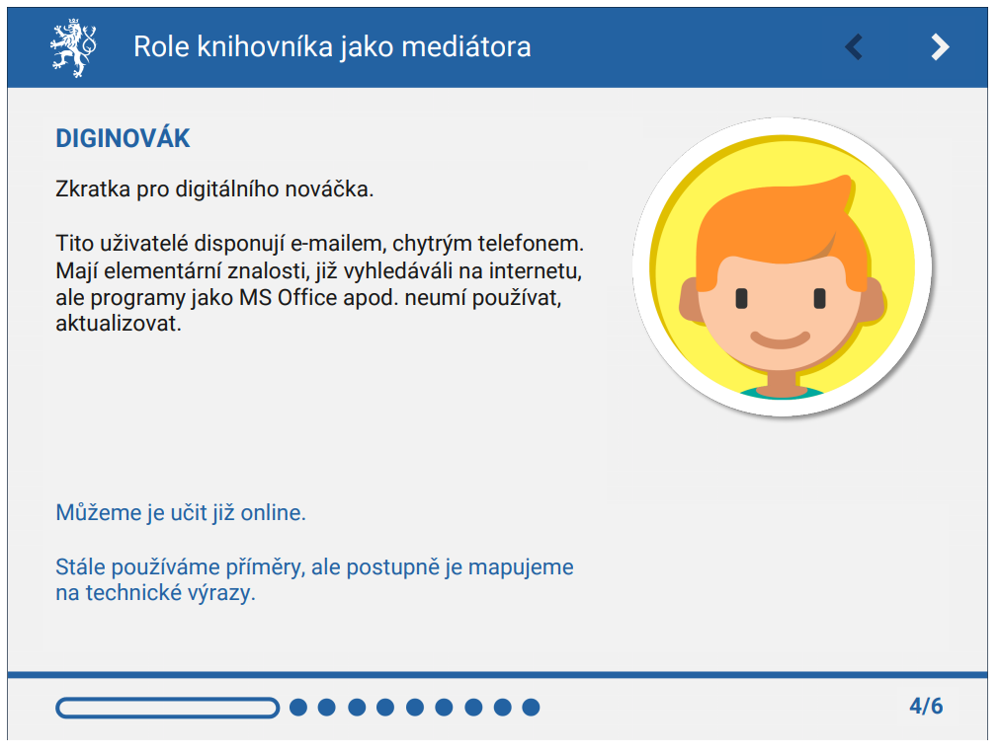 Role knihovníka jako mediátora
DIGINOVÁK
Zkratka pro digitálního nováčka.
Tito uživatelé disponují e-mailem, chytrým telefonem.
Mají elementární znalosti, již vyhledávali na internetu,
ale programy jako MS Office apod. neumí používat,
aktualizovat.
Můžeme je učit již online.
Stále používáme příměry, ale postupně je mapujeme
na technické výrazy.
4/6